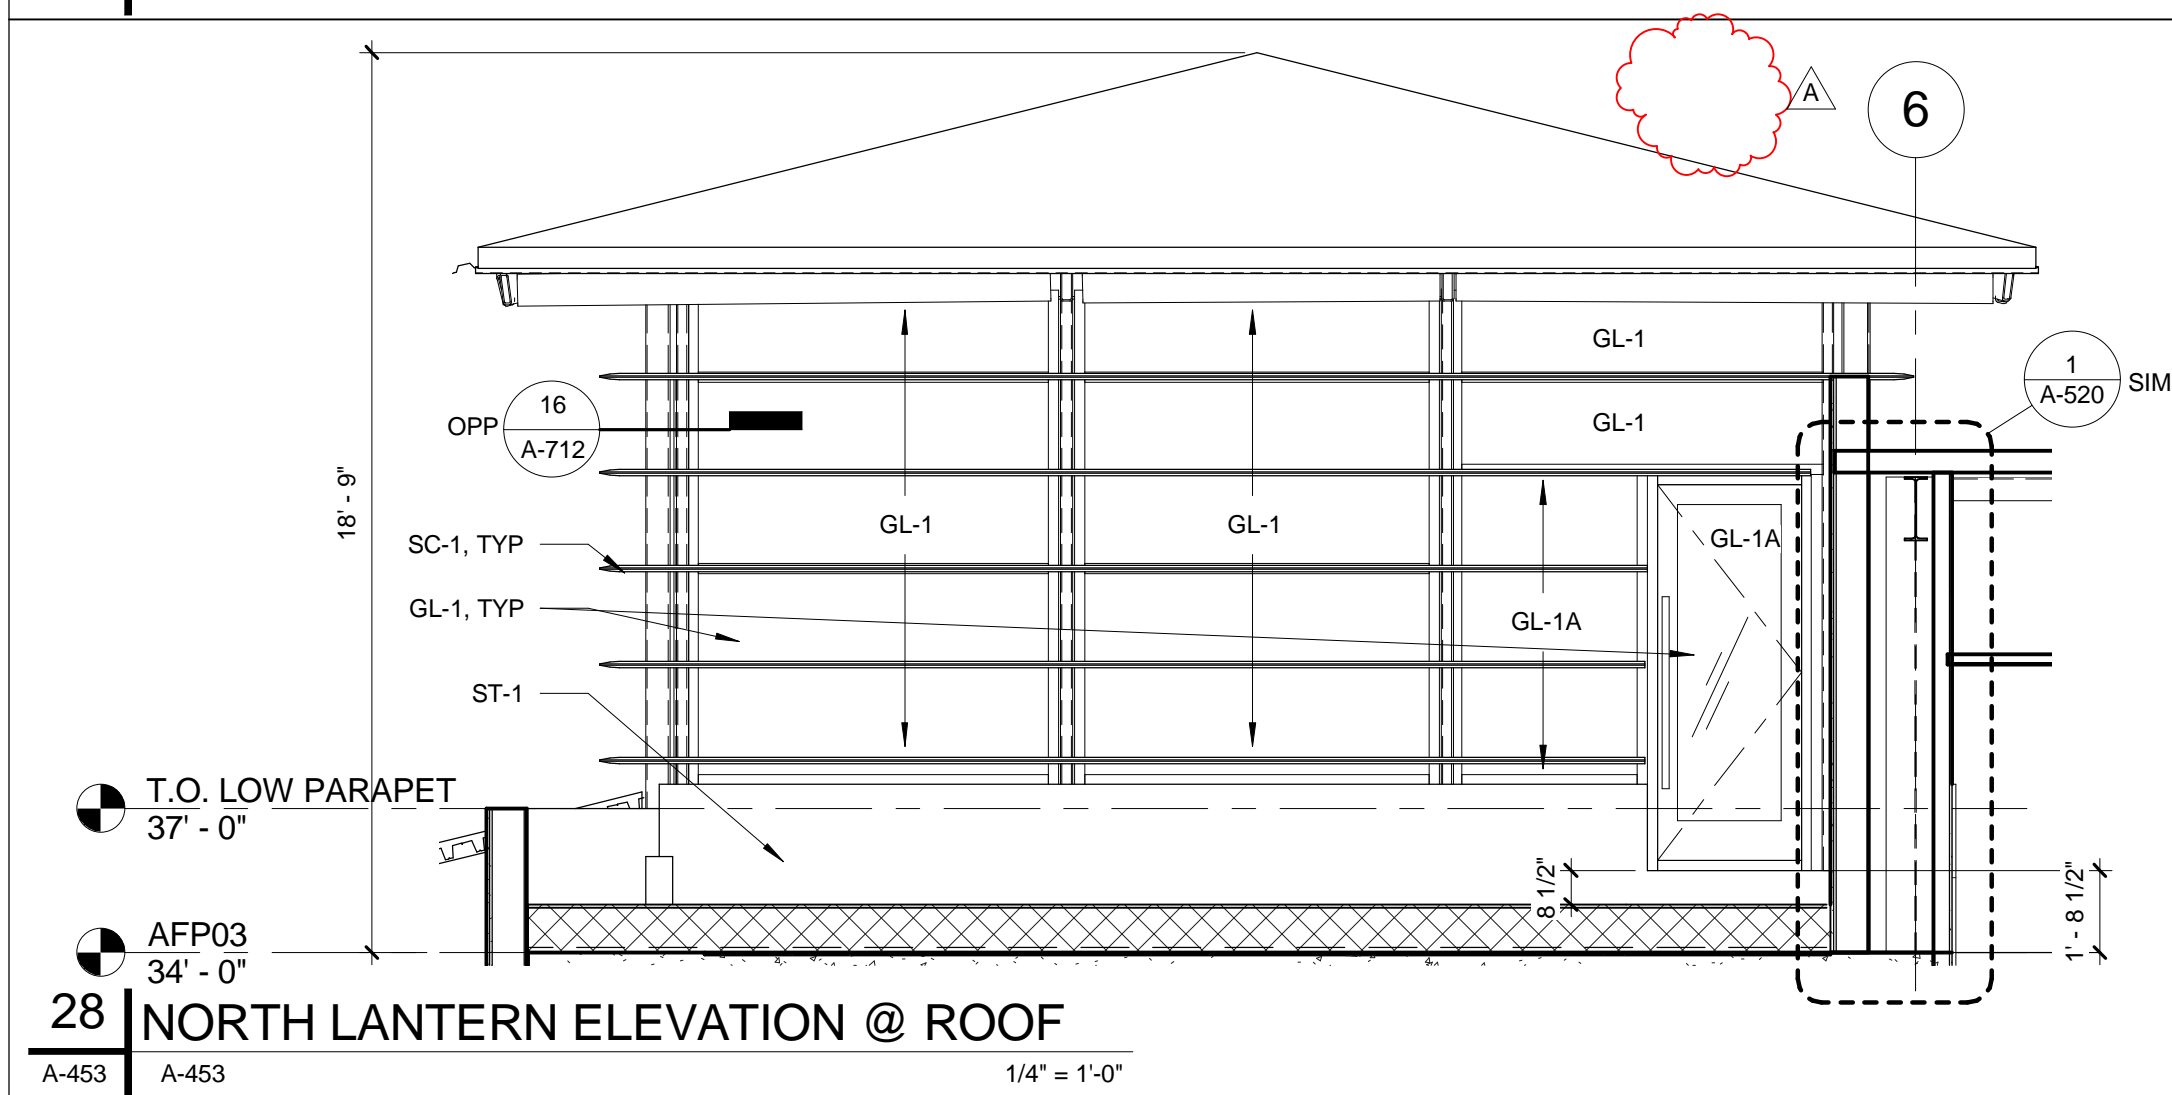 A
6
18' - 9"
GL-1
1
A-520
SIM
OPP
16
A-712
GL-1
GL-1
GL-1
GL-1A
SC-1, TYP
GL-1, TYP
GL-1A
ST-1
T.O. LOW PARAPET
37' - 0"
8 1/2"
1' - 8 1/2"
AFP03
34' - 0"
28
NORTH LANTERN ELEVATION @ ROOF
A-453
A-453
1/4" = 1'-0"